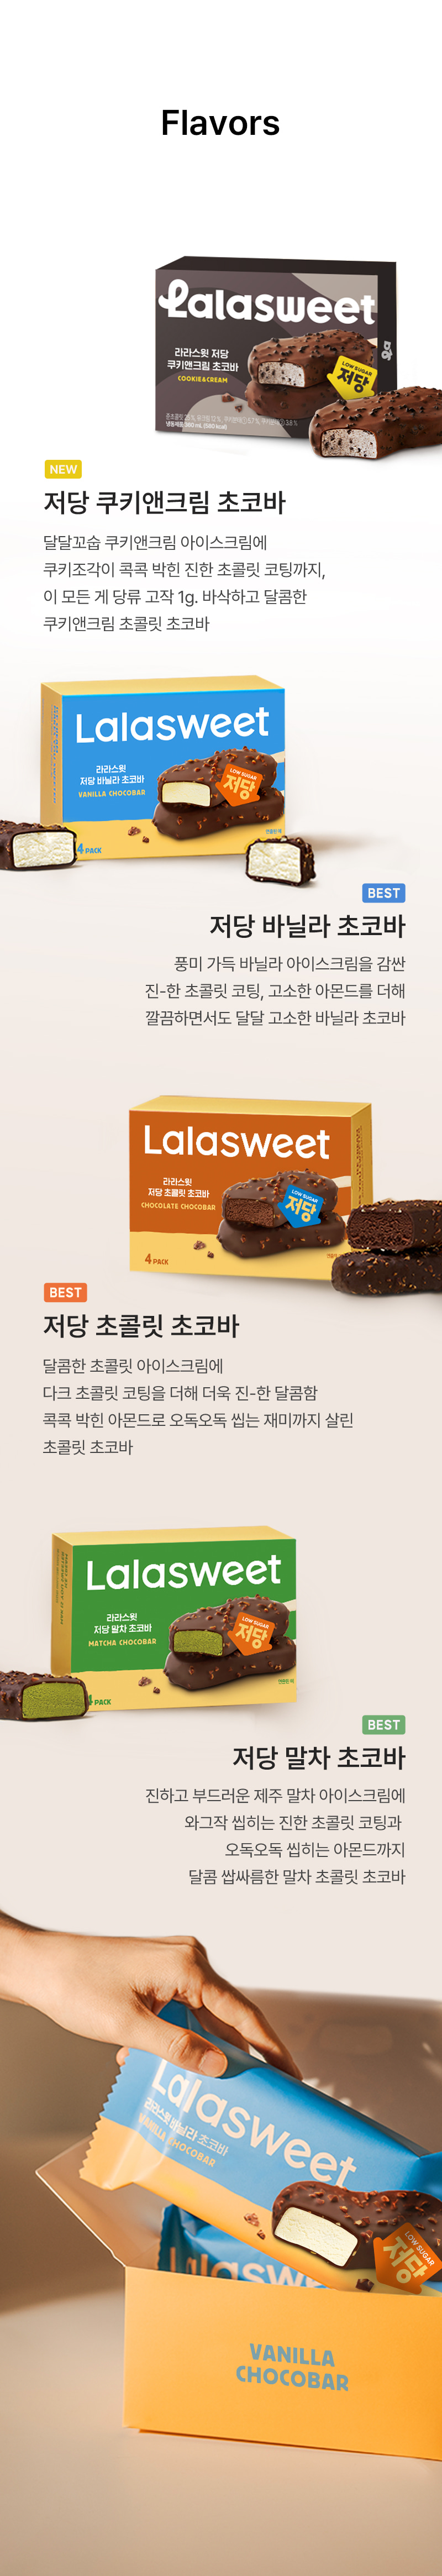 Flavors
Lalasweet
라라스윗 저당
쿠키앤크림 초코바
COOKIE&CREAM
LOW SUGAR
저당
NEW
저당 쿠키앤크림 초코바
달달꼬숩 쿠키앤크림 아이스크림에
쿠키조각이 콕콕 박힌 진한 초콜릿 코팅까지,
이 모든 게 당류 고작 1g. 바삭하고 달콤한
쿠키앤크림 초콜릿 초코바
Lalasweet
라라스윗
저당 바닐라 초코바
VANILLA CHOCOBAR
LOW SUGAR
저당
4 PACK
BEST
저당 바닐라 초코바
풍미 가득 바닐라 아이스크림을 감싼
진-한 초콜릿 코팅, 고소한 아몬드를 더해
깔끔하면서도 달달 고소한 바닐라 초코바
Lalasweet
라라스윗
저당 초콜릿 초코바
CHOCOLATE CHOCOBAR
LOW SUGAR
저당
4 PACK
BEST
저당 초콜릿 초코바
달콤한 초콜릿 아이스크림에
다크 초콜릿 코팅을 더해 더욱 진-한 달콤함
콕콕 박힌 아몬드로 오독오독 씹는 재미까지 살린
초콜릿 초코바
Lalasweet
라라스윗
저당 말차 초코바
MATCHA CHOCOBAR
LOW SUGAR
저당
4 PACK
BEST
저당 말차 초코바
진하고 부드러운 제주 말차 아이스크림에
와그작 씹히는 진한 초콜릿 코팅과
오독오독 씹히는 아몬드까지
달콤 쌉싸름한 말차 초콜릿 초코바
Lalasweet
라라스윗 바닐라 초코바
VANILLA CHOCOBAR
LOW SUGAR
저당
VANILLA
CHOCOBAR